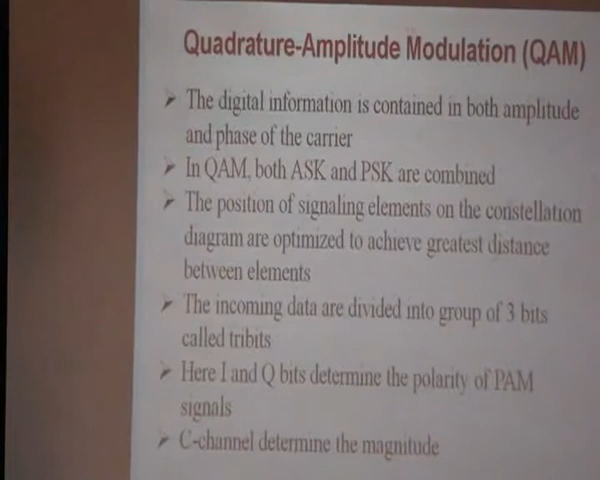 Quadrature-Amplitude Modulation (QAM)
➢ The digital information is contained in both amplitude
and phase of the carrier
➢ In QAM, both ASK and PSK are combined
➢ The position of signaling elements on the constellation
diagram are optimized to achieve greatest distance
between elements
➢ The incoming data are divided into group of 3 bits
called tribits
➢ Here I and Q bits determine the polarity of PAM
signals
➢ C-channel determine the magnitude